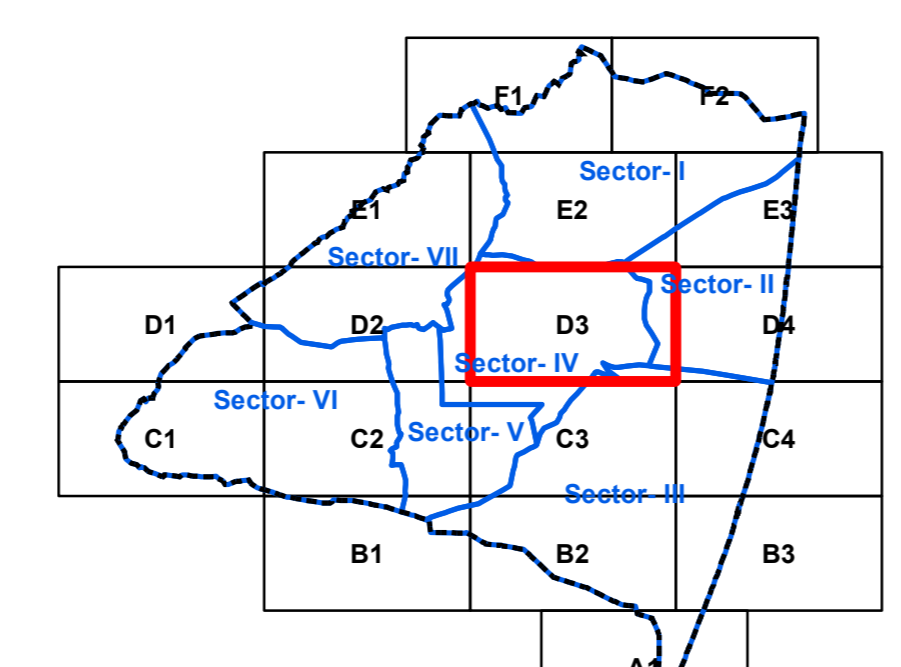 F1
F2
Sector- I
E1
E2
E3
Sector- VII
Sector- II
D1
D2
D3
D4
Sector- IV
Sector- VI
C1
C2
Sector- V
C3
C4
Sector- III
B1
B2
B3
A1